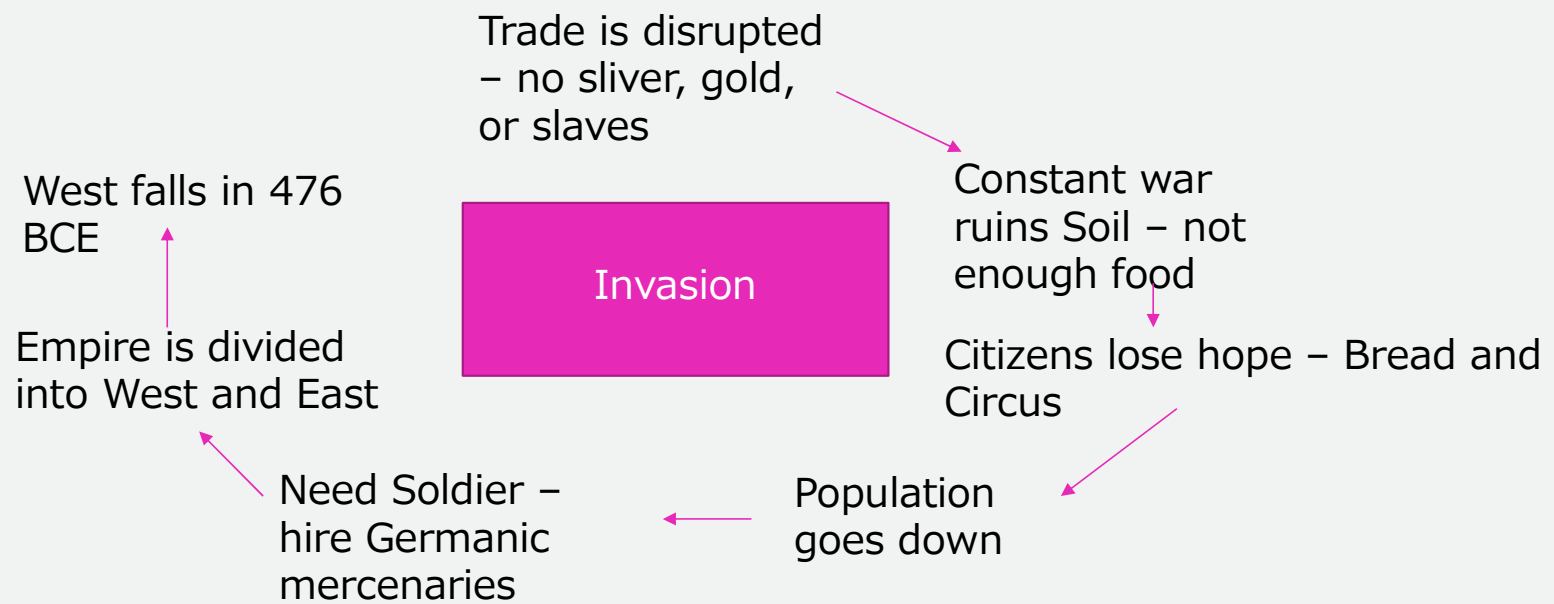 Trade is disrupted
– no sliver, gold,
or slaves
Constant war
ruins Soil – not
enough food
Citizens lose hope – Bread and
Circus
Population
goes down
Need Soldier –
hire Germanic
mercenaries
Empire is divided
into West and East
West falls in 476
BCE
Invasion